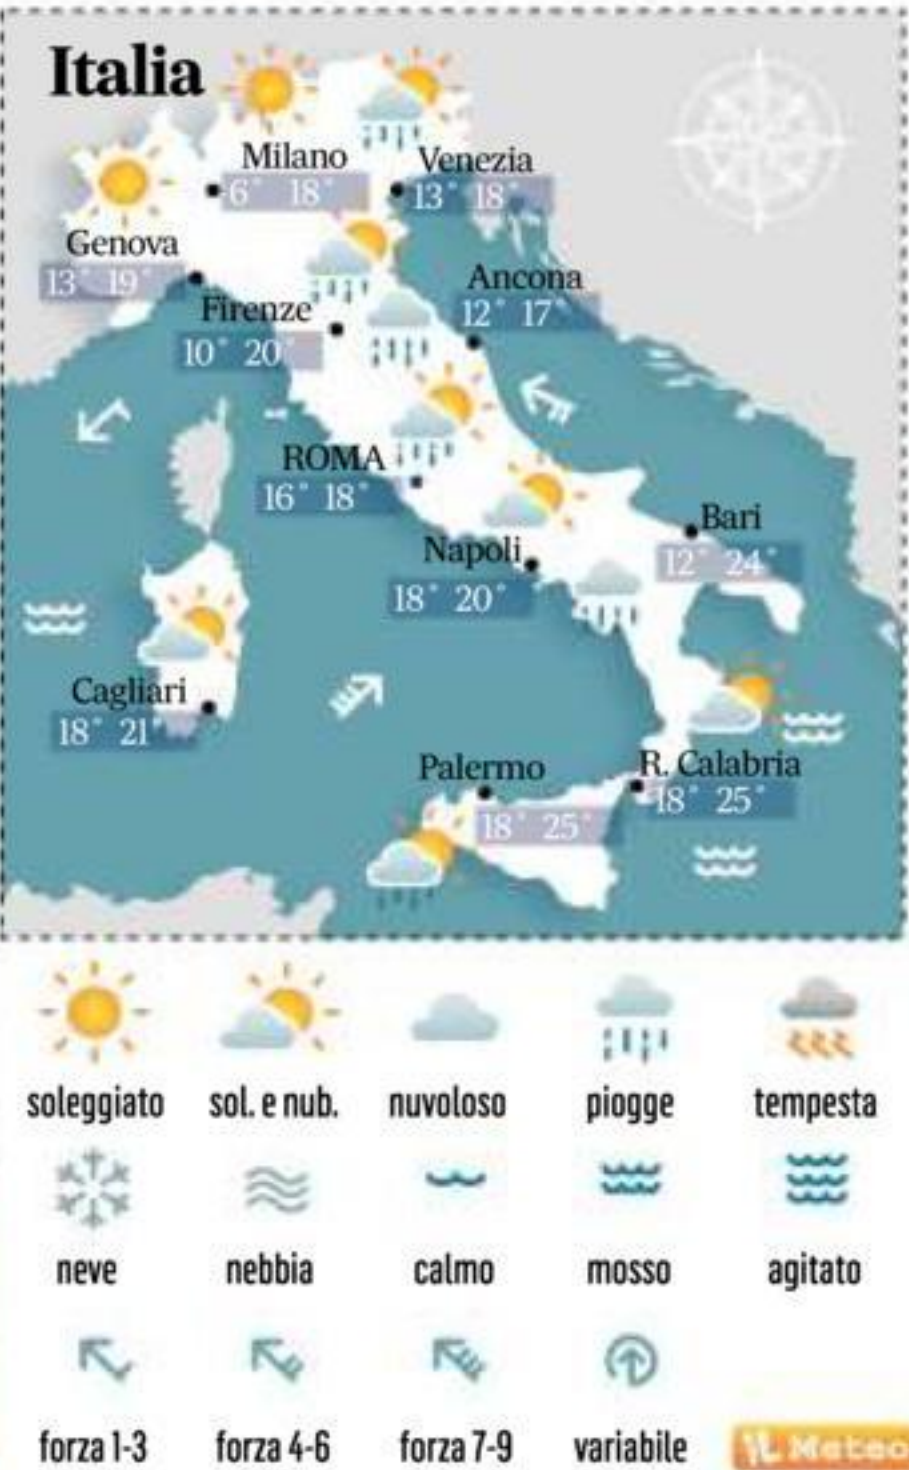 Italia
Milano
6° 18°
Venezia
13° 18°
Genova
13° 19°
Ancona
12° 17°
Firenze
10° 20°
ROMA
16° 18°
Bari
12° 24°
Napoli
18° 20°
Cagliari
18° 21°
Palermo
18° 25°
R. Calabria
18° 25°
soleggiato sol. e nub. nuvoloso piogge tempesta
neve nebbia calmo mosso agitato
forza 1-3 forza 4-6 forza 7-9 variabile
iL Meteo